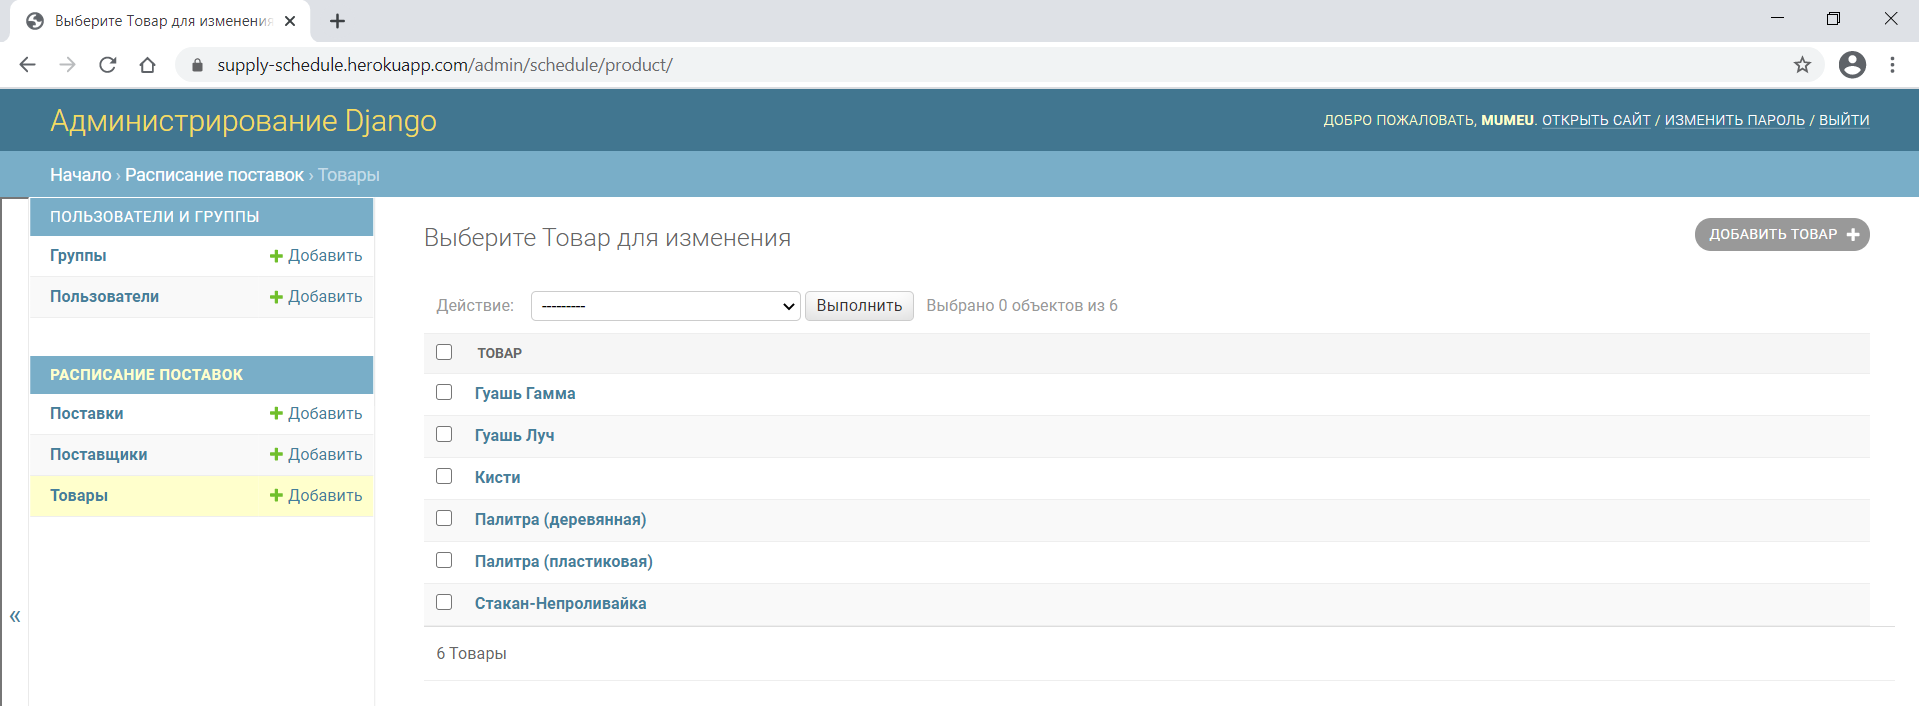 Выберите Товар для изменения
supply-schedule.herokuapp.com/admin/schedule/product/
Администрирование Django
ДОБРО ПОЖАЛОВАТЬ, MUMEU. ОТКРЫТЬ САЙТ / ИЗМЕНИТЬ ПАРОЛЬ / ВЫЙТИ
Начало › Расписание поставок › Товары
ПОЛЬЗОВАТЕЛИ И ГРУППЫ
Группы Добавить
Пользователи Добавить
РАСПИСАНИЕ ПОСТАВОК
Поставки Добавить
Поставщики Добавить
Товары Добавить
«
Выберите Товар для изменения
ДОБАВИТЬ ТОВАР
Действие: --------- Выполнить Выбрано 0 объектов из 6
ТОВАР
Гуашь Гамма
Гуашь Луч
Кисти
Палитра (деревянная)
Палитра (пластиковая)
Стакан-Непроливайка
6 Товары